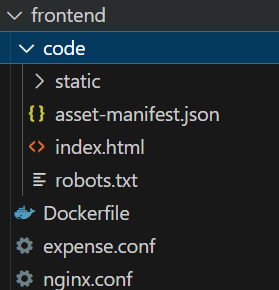 frontend
code
static
asset-manifest.json
index.html
robots.txt
Dockerfile
expense.conf
nginx.conf